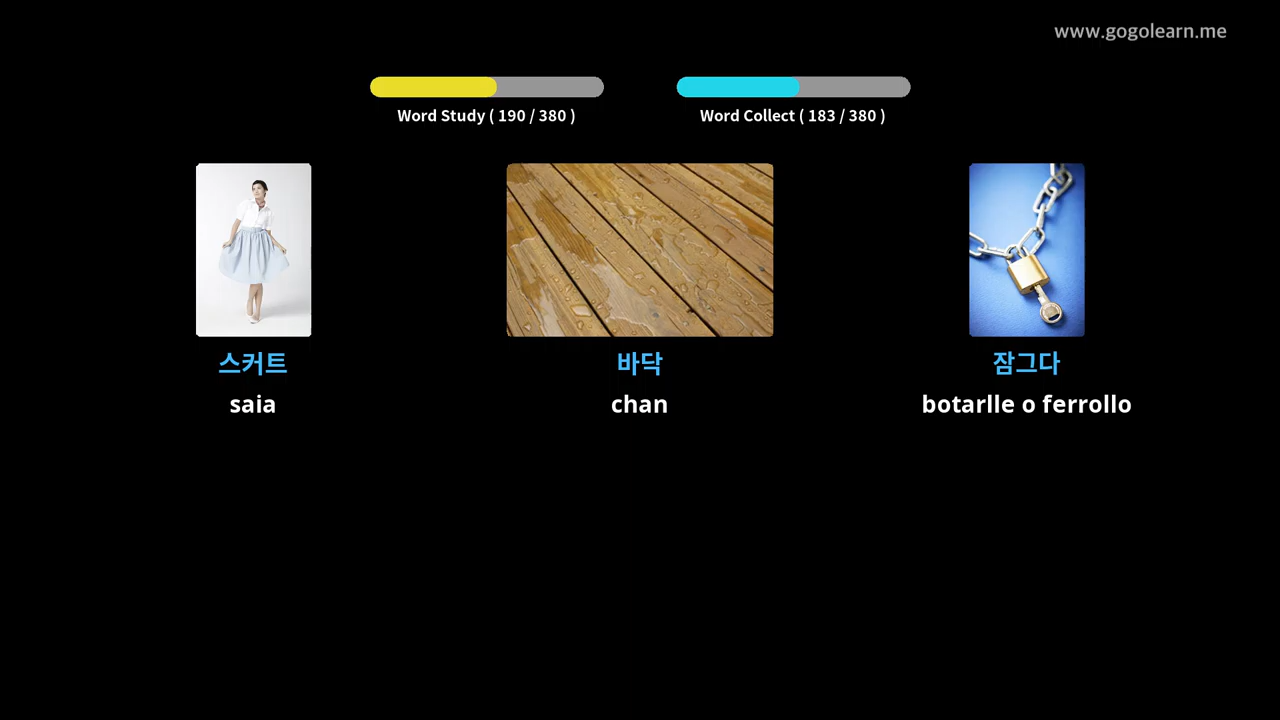 www.gogolearn.me
Word Study ( 190 / 380 )
Word Collect ( 183 / 380 )
스커트
바닥
잠그다
saia
chan
botarlle o ferrollo